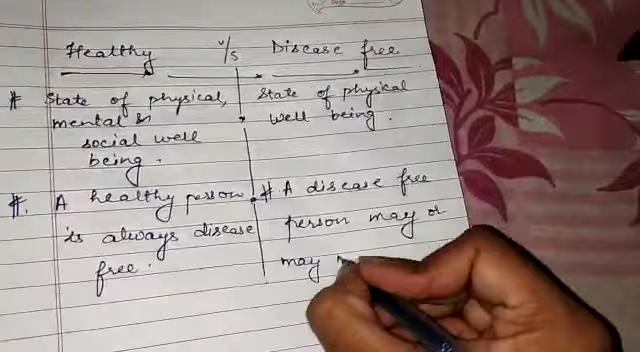 Healthy v/s Disease free
# State of physical, State of physical
mental & well being.
social well
being.
#. A healthy person # A disease free
is always disease person may or
free. may